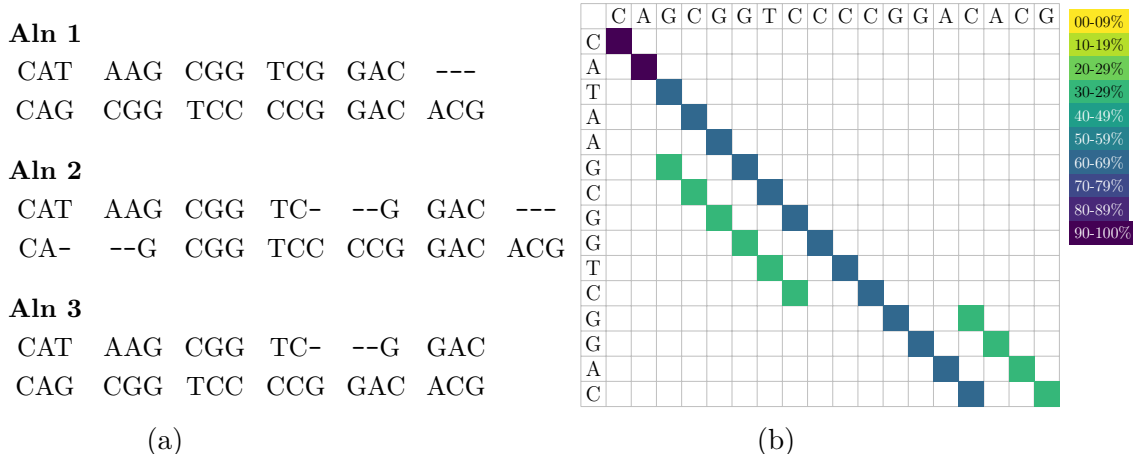 Aln 1
CAT AAG CGG TCG GAC ---
CAG CGG TCC CCG GAC ACG
Aln 2
CAT AAG CGG TC- --G GAC ---
CA- --G CGG TCC CCG GAC ACG
Aln 3
CAT AAG CGG TC- --G GAC
CAG CGG TCC CCG GAC ACG
(a)
C A G C G G T C C C C G G A C A C G
C
A
T
A
A
G
C
G
G
T
C
G
G
A
C
(b)
00-09%
10-19%
20-29%
30-29%
40-49%
50-59%
60-69%
70-79%
80-89%
90-100%